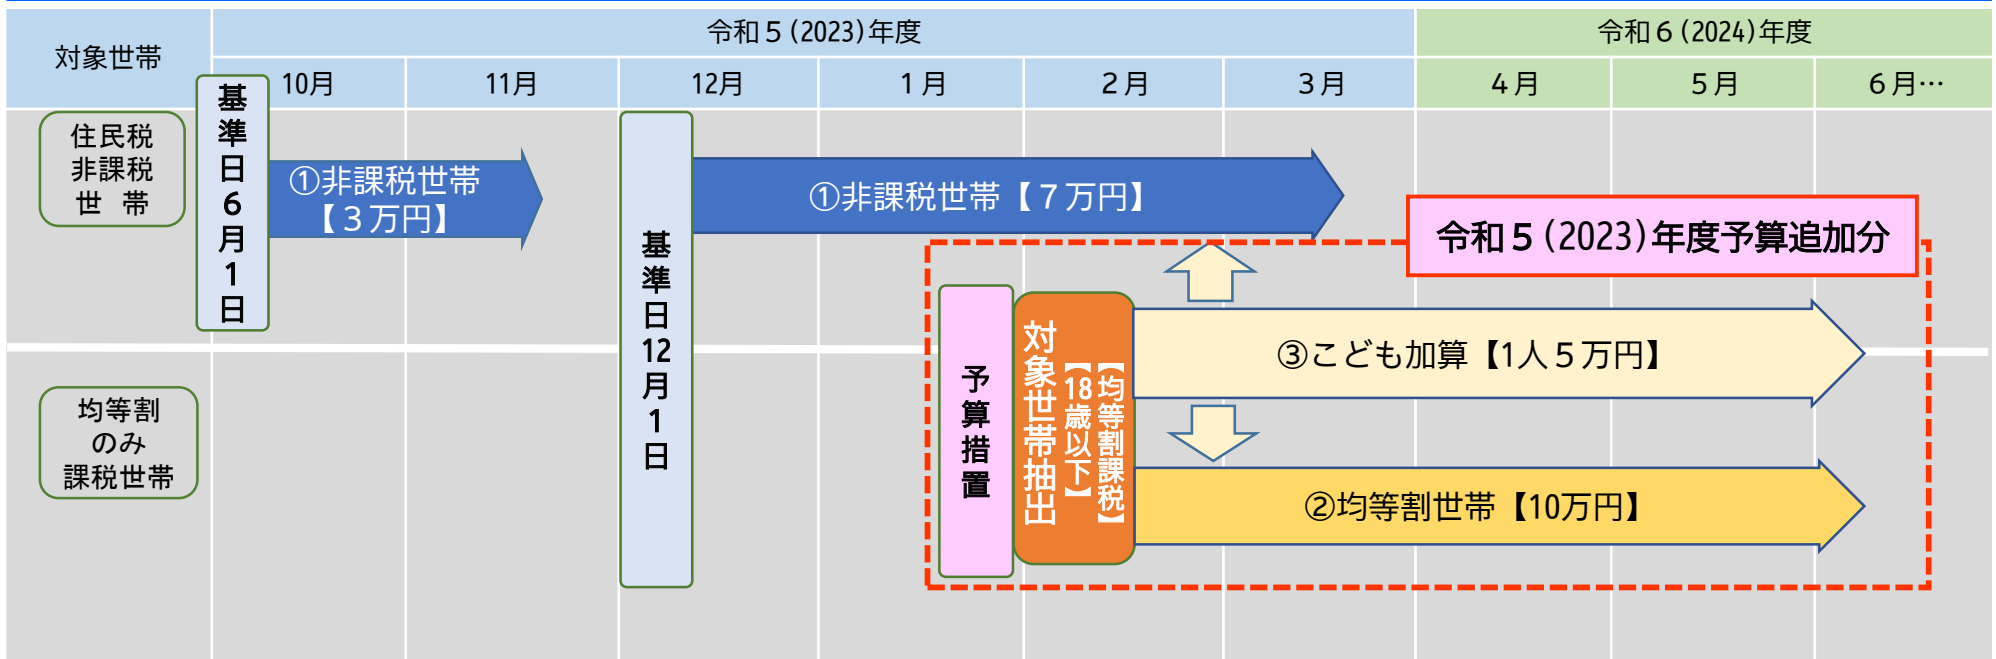 対象世帯
令和５(2023)年度
令和６(2024)年度
10月
11月
12月
１月
２月
３月
４月
５月
６月…
住民税
非課税
世　帯
基準日６月１日
①非課税世帯
【３万円】
基準日12月１日
①非課税世帯【７万円】
令和５(2023)年度予算追加分
予算措置
対象世帯抽出
【均等割課税】
【18歳以下】
③こども加算【1人５万円】
均等割
のみ
課税世帯
②均等割世帯【10万円】